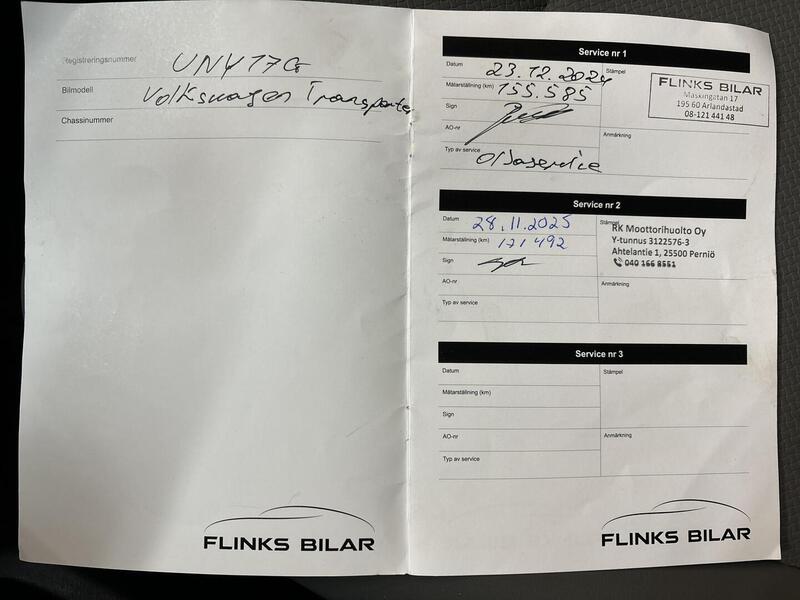 Registreringsnummer UNY17G
Bilmodell Volkswagen Transporter
Chassinummer
FLINKS BILAR
Service nr 1
Datum 23.12.2024
Stämpel
Mätarställning (km) 155.585
FLINKS BILAR
Maskingatan 17
195 60 Arlandastad
08-121 441 48
Sign
AO-nr
Anmärkning
Typ av service Oljaservice
Service nr 2
Datum 28.11.2025
Stämpel
RK Moottorihuolto Oy
Y-tunnus 3122576-3
Ahtelantie 1, 25500 Perniö
040 166 8551
Mätarställning (km) 171 492
Sign
AO-nr
Anmärkning
Typ av service
Service nr 3
Datum
Stämpel
Mätarställning (km)
Sign
AO-nr
Anmärkning
Typ av service
FLINKS BILAR